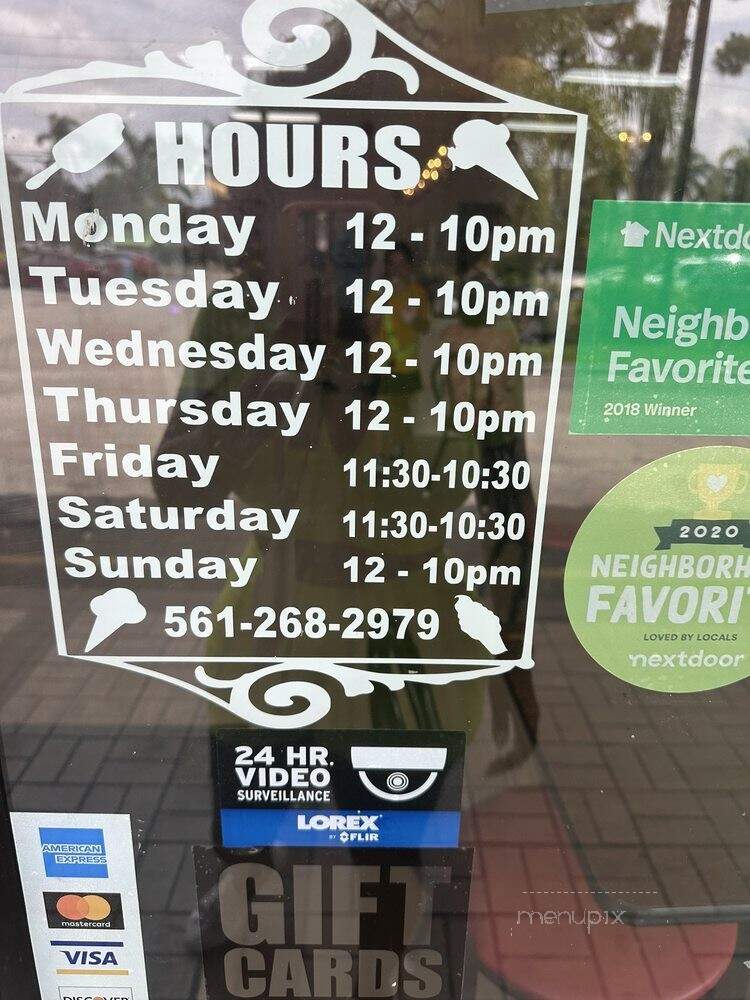 HOURS
Monday 12 - 10pm
Tuesday 12 - 10pm
Wednesday 12 - 10pm
Thursday 12 - 10pm
Friday 11:30-10:30
Saturday 11:30-10:30
Sunday 12 - 10pm
561-268-2979
Nextdo
Neighb
Favorite
2018 Winner
2020
NEIGHBORH
FAVORI
LOVED BY LOCALS
nextdoor
24 HR.
VIDEO
SURVEILLANCE
LOREX
BY FLIR
AMERICAN
EXPRESS
mastercard
VISA
DISCOVER
GIFT
CARDS
menupix